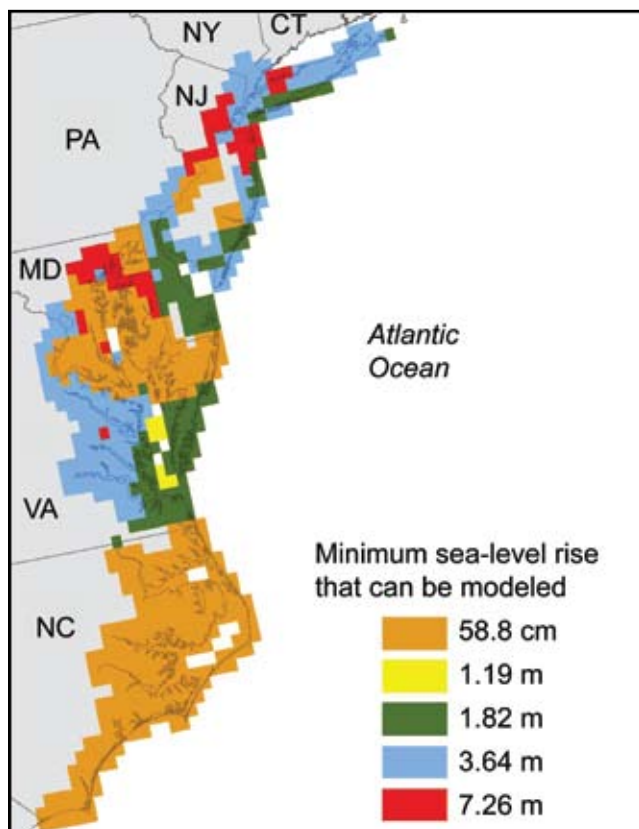 NY
CT
NJ
PA
MD
Atlantic
Ocean
VA
Minimum sea-level rise
that can be modeled
NC
58.8 cm
1.19 m
1.82 m
3.64 m
7.26 m